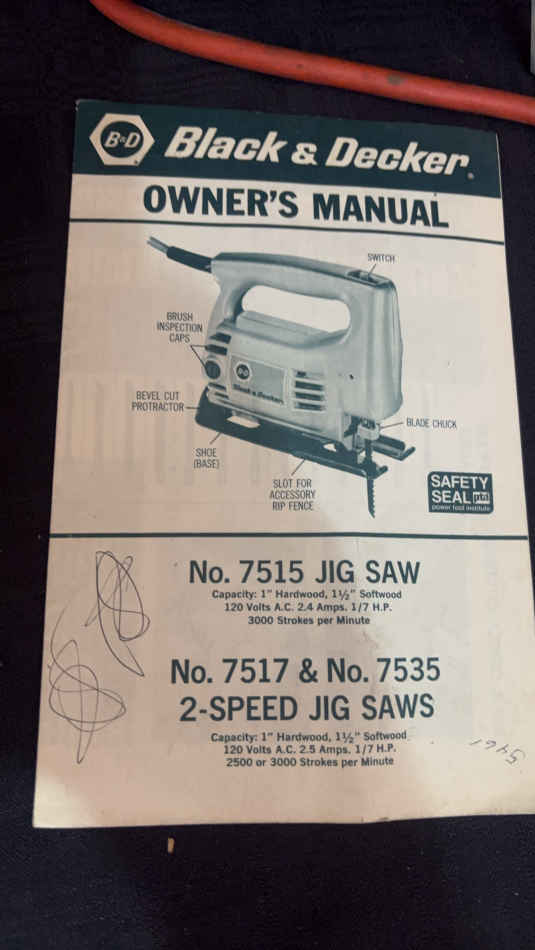 B&D Black & Decker®
OWNER'S MANUAL
SWITCH
BRUSH
INSPECTION
CAPS
B&D
Black & Decker
BEVEL CUT
PROTRACTOR
BLADE CHUCK
SHOE
(BASE)
SLOT FOR
ACCESSORY
RIP FENCE
SAFETY
SEAL pti
power tool institute
No. 7515 JIG SAW
Capacity: 1" Hardwood, 1½" Softwood
120 Volts A.C. 2.4 Amps. 1/7 H.P.
3000 Strokes per Minute
No. 7517 & No. 7535
2-SPEED JIG SAWS
Capacity: 1" Hardwood, 1½" Softwood
120 Volts A.C. 2.5 Amps. 1/7 H.P.
2500 or 3000 Strokes per Minute